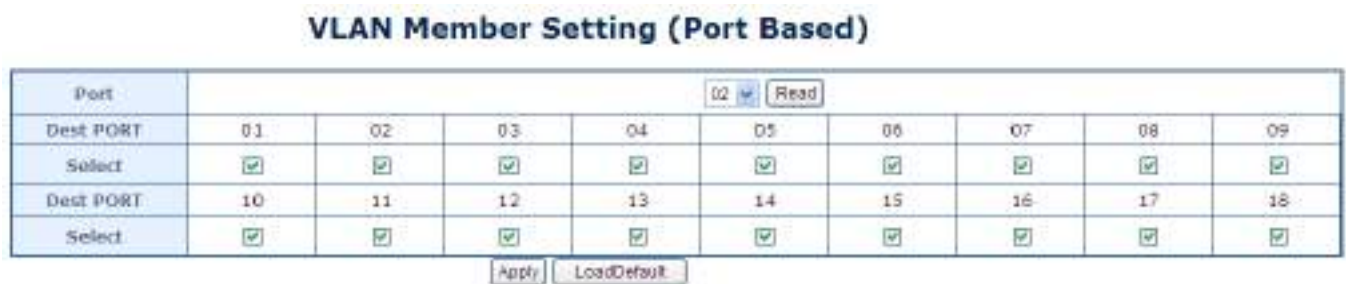 VLAN Member Setting (Port Based)
Port 02 Read
Dest PORT 01 02 03 04 05 06 07 08 09
Select
Dest PORT 10 11 12 13 14 15 16 17 18
Select
Apply LoadDefault